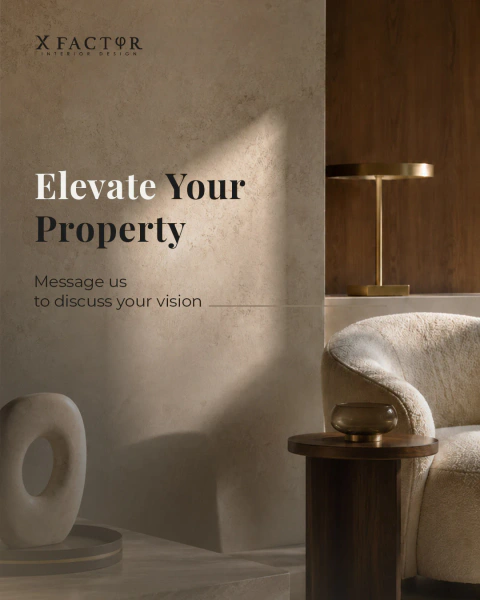 X FACTOR
INTERIOR DESIGN
Elevate Your
Property
Message us
to discuss your vision